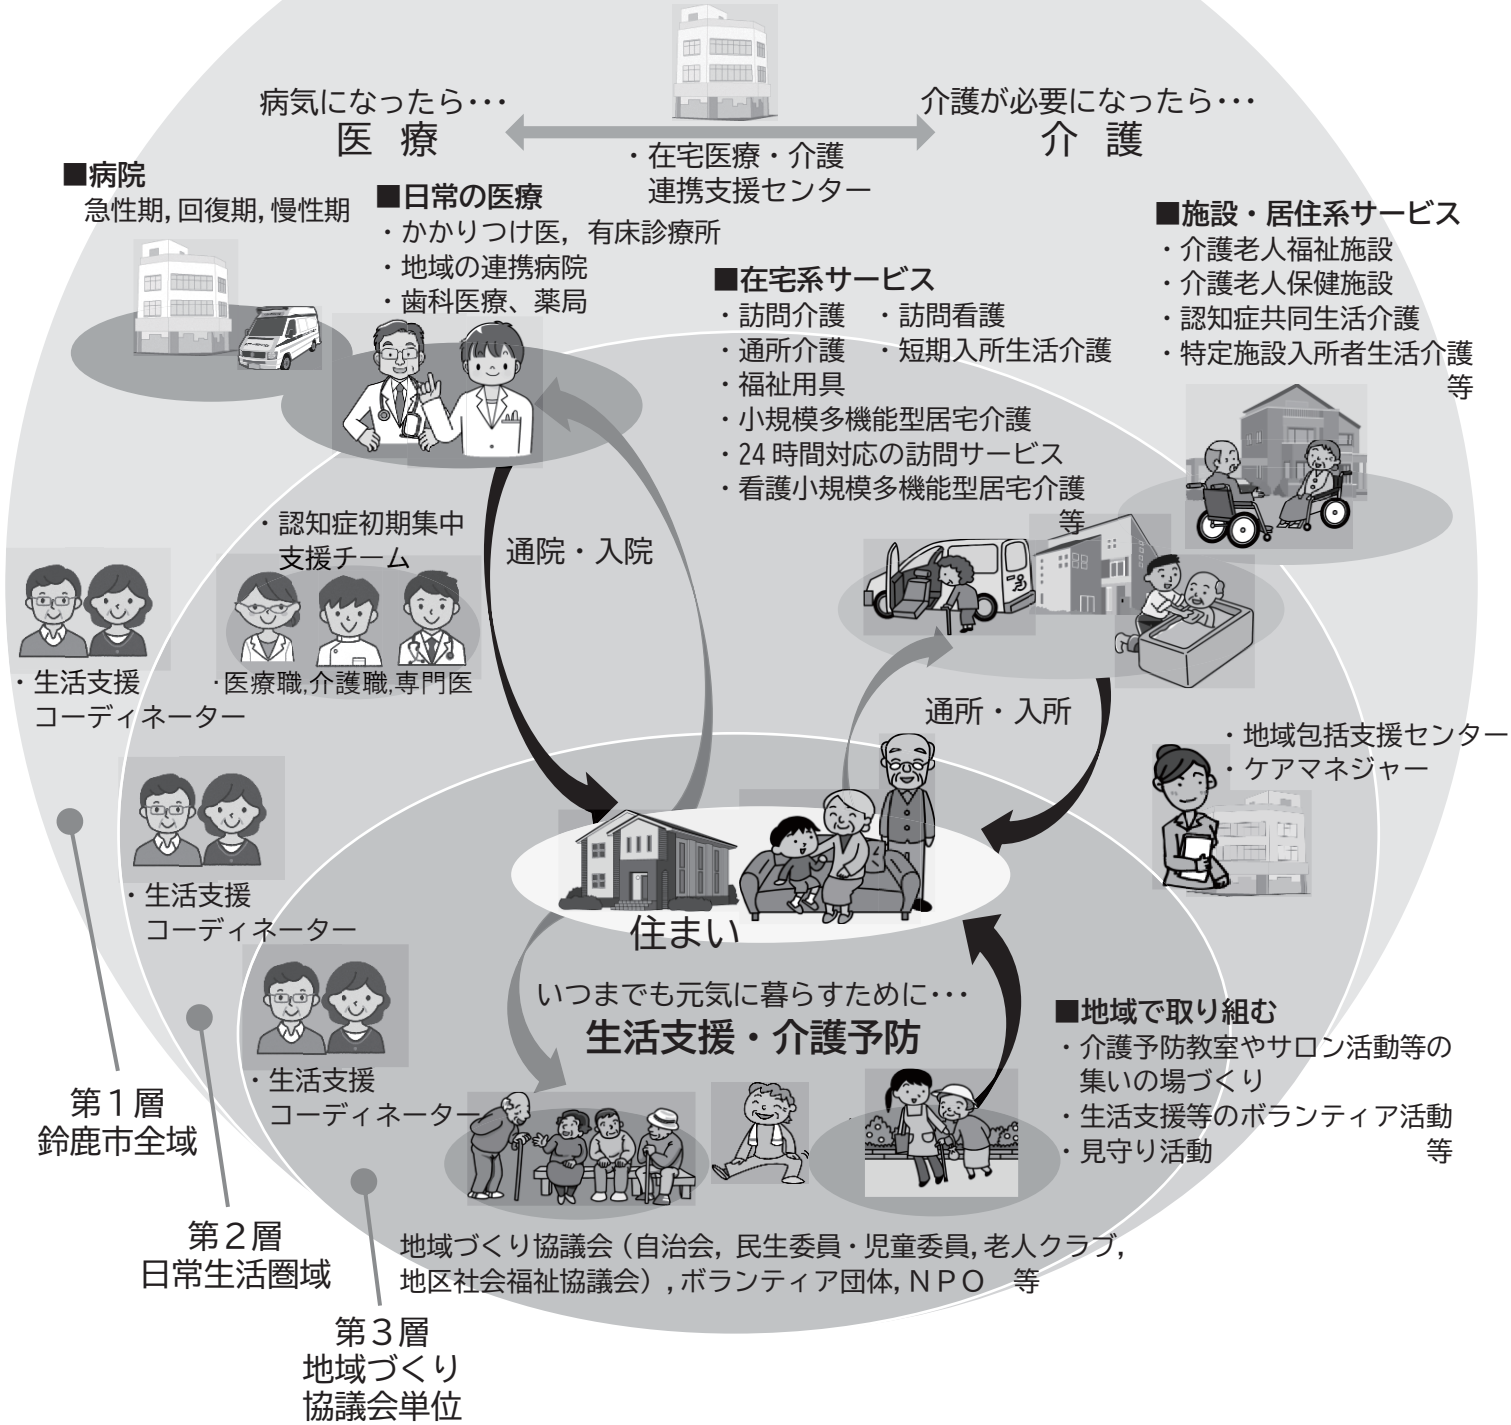 病気になったら･･･
医 療
介護が必要になったら･･･
介 護
・在宅医療・介護
連携支援センター
■病院
急性期, 回復期, 慢性期
■日常の医療
・かかりつけ医，有床診療所
・地域の連携病院
・歯科医療、薬局
■在宅系サービス
・訪問介護 ・訪問看護
・通所介護 ・短期入所生活介護
・福祉用具
・小規模多機能型居宅介護
・24 時間対応の訪問サービス
・看護小規模多機能型居宅介護
等
■施設・居住系サービス
・介護老人福祉施設
・介護老人保健施設
・認知症共同生活介護
・特定施設入所者生活介護
等
・認知症初期集中
支援チーム
・医療職,介護職,専門医
通院・入院
通所・入所
・生活支援
コーディネーター
・生活支援
コーディネーター
・生活支援
コーディネーター
・地域包括支援センター
・ケアマネジャー
住まい
いつまでも元気に暮らすために･･･
生活支援・介護予防
■地域で取り組む
・介護予防教室やサロン活動等の
集いの場づくり
・生活支援等のボランティア活動
・見守り活動 等
地域づくり協議会（自治会，民生委員・児童委員, 老人クラブ，
地区社会福祉協議会）, ボランティア団体, ＮＰＯ 等
第１層
鈴鹿市全域
第２層
日常生活圏域
第３層
地域づくり
協議会単位